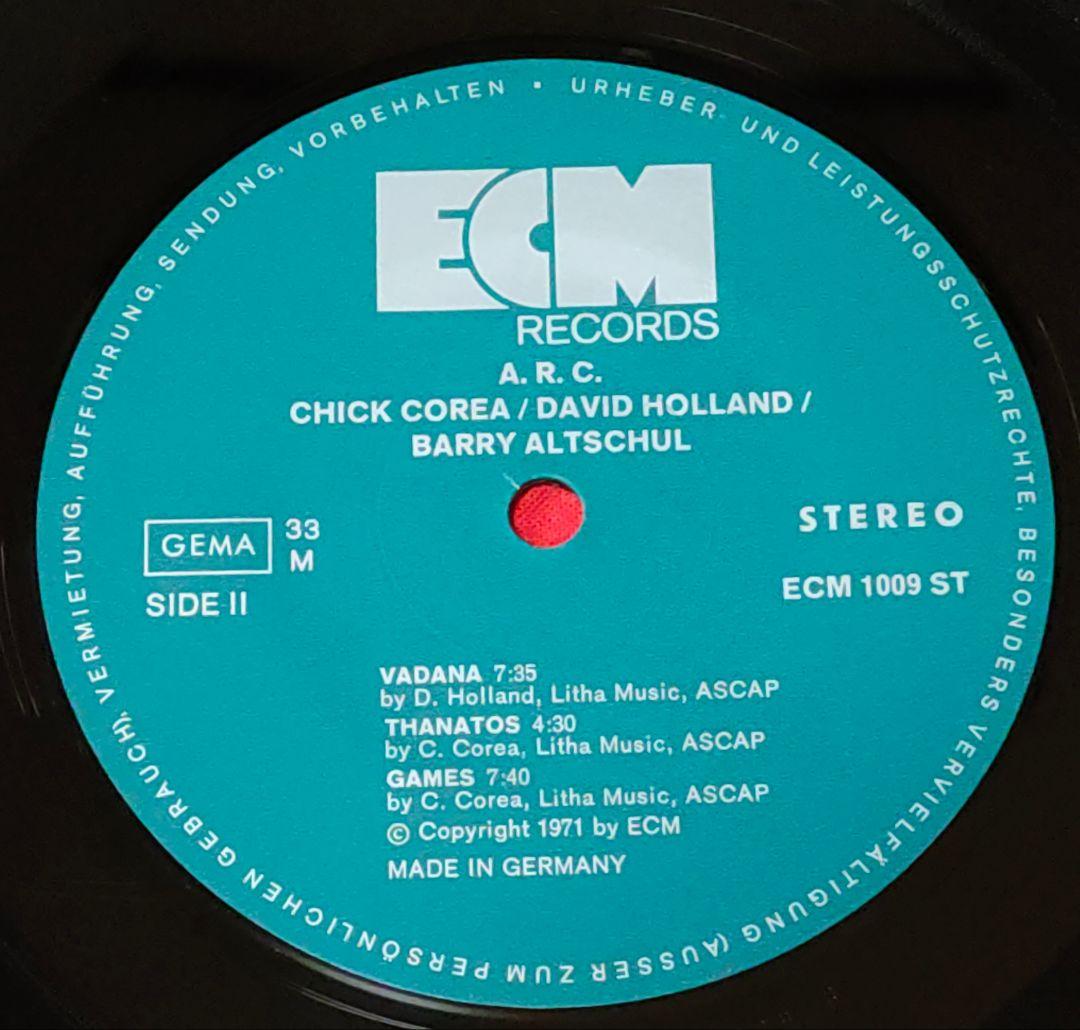 URHEBER- UND LEISTUNGSSCHUTZRECHTE, BESONDERS VERVIELFÄLTIGUNG (AUSSER ZUM PERSÖNLICHEN GEBRAUCH), VERMIETUNG, AUFFÜHRUNG, SENDUNG, VORBEHALTEN ▪
ECM
RECORDS
A. R. C.
CHICK COREA / DAVID HOLLAND /
BARRY ALTSCHUL
GEMA
33
M
SIDE II
STEREO
ECM 1009 ST
VADANA 7:35
by D. Holland, Litha Music, ASCAP
THANATOS 4:30
by C. Corea, Litha Music, ASCAP
GAMES 7:40
by C. Corea, Litha Music, ASCAP
© Copyright 1971 by ECM
MADE IN GERMANY